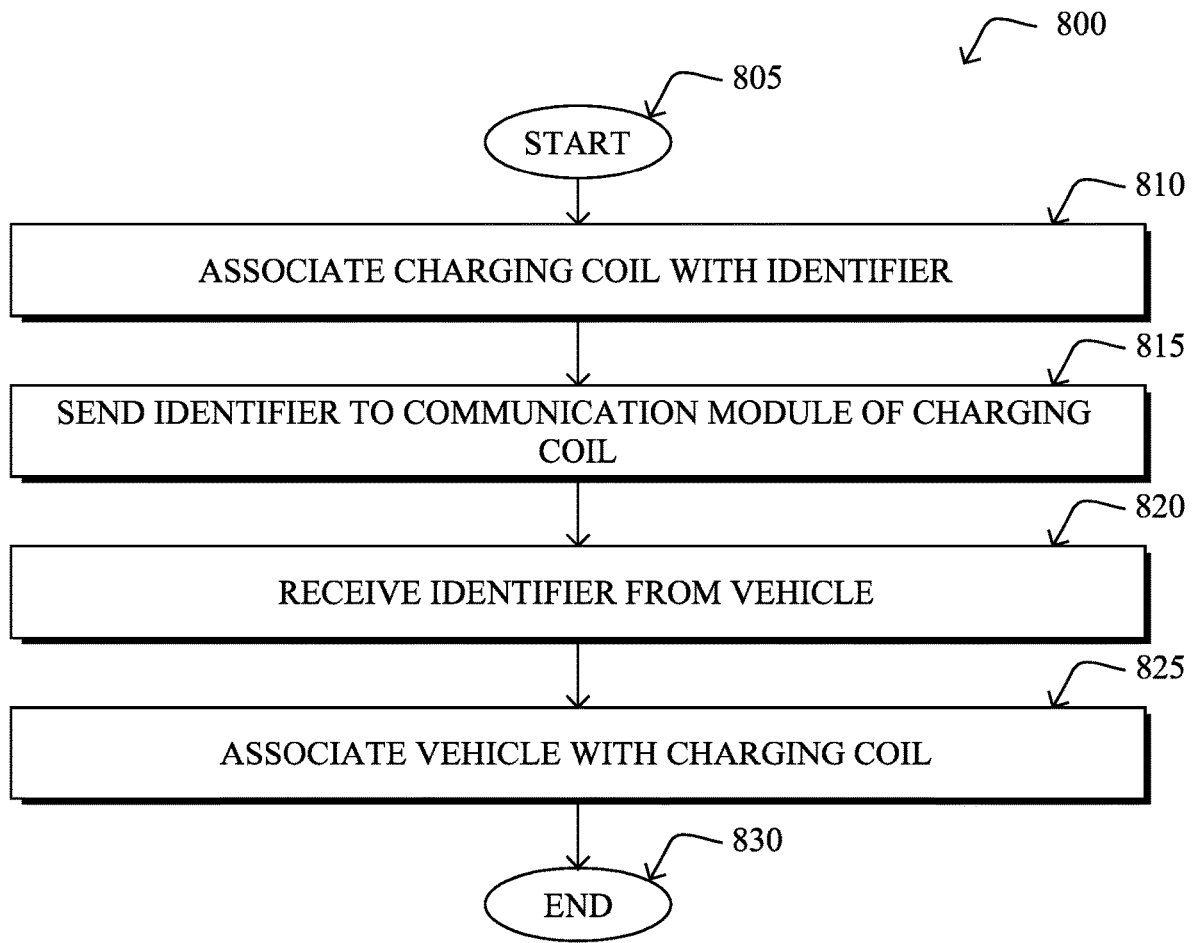 800
805
START
810
ASSOCIATE CHARGING COIL WITH IDENTIFIER
815
SEND IDENTIFIER TO COMMUNICATION MODULE OF CHARGING
COIL
820
RECEIVE IDENTIFIER FROM VEHICLE
825
ASSOCIATE VEHICLE WITH CHARGING COIL
830
END